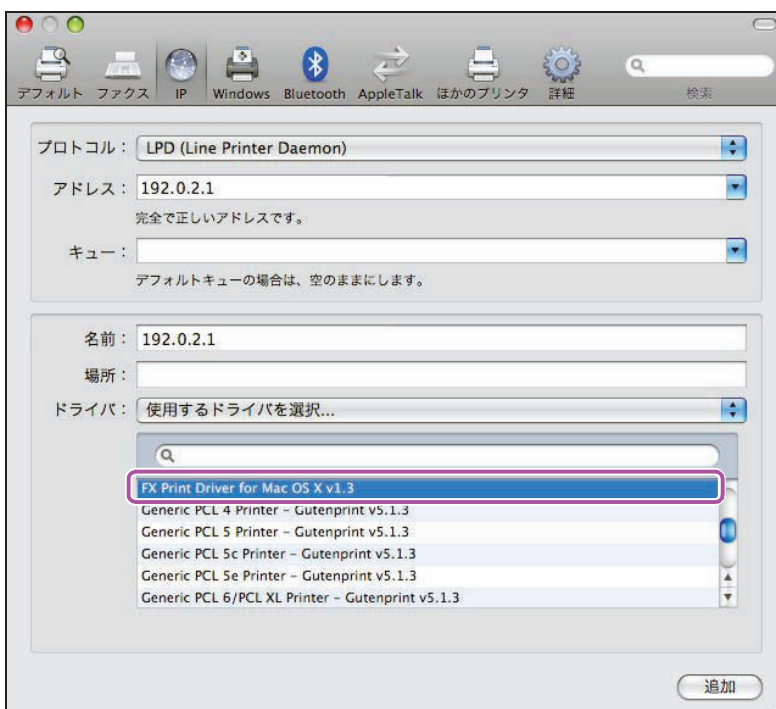 デフォルト ファクス IP Windows Bluetooth AppleTalk ほかのプリンタ 詳細 検索
プロトコル： LPD (Line Printer Daemon)
アドレス： 192.0.2.1
完全で正しいアドレスです。
キュー：
デフォルトキューの場合は、空のままにします。
名前： 192.0.2.1
場所：
ドライバ： 使用するドライバを選択...
FX Print Driver for Mac OS X v1.3
Generic PCL 4 Printer – Gutenprint v5.1.3
Generic PCL 5 Printer – Gutenprint v5.1.3
Generic PCL 5c Printer – Gutenprint v5.1.3
Generic PCL 5e Printer – Gutenprint v5.1.3
Generic PCL 6/PCL XL Printer – Gutenprint v5.1.3
追加